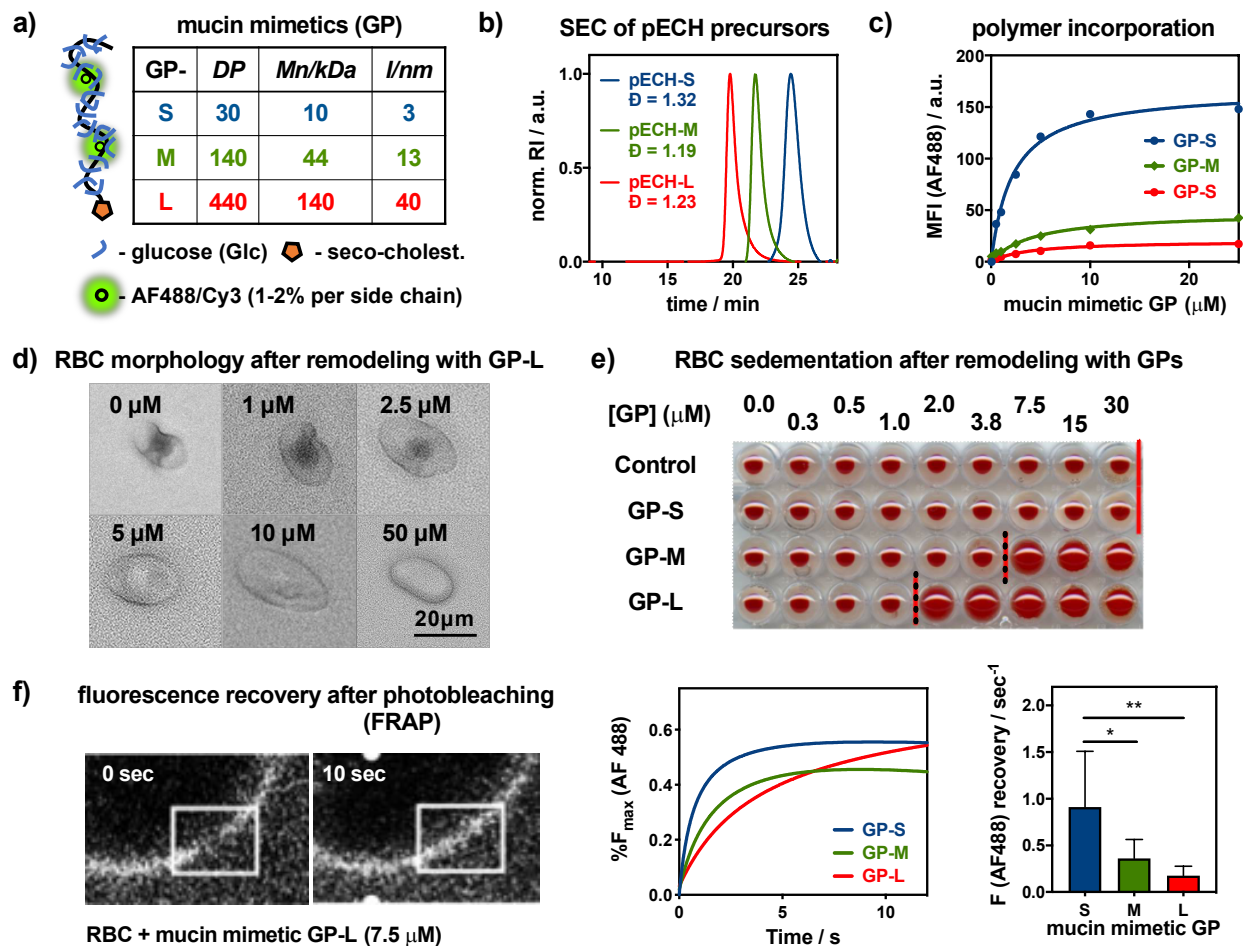 a) mucin mimetics (GP)
GP- DP Mn/kDa l/nm
S 30 10 3
M 140 44 13
L 440 140 40
- glucose (Glc) - seco-cholest.
- AF488/Cy3 (1-2% per side chain)
b) SEC of pECH precursors
norm. RI / a.u.
1.0
0.5
0.0
pECH-S
Đ = 1.32
pECH-M
Đ = 1.19
pECH-L
Đ = 1.23
10 15 20 25
time / min
c) polymer incorporation
MFI (AF488) / a.u.
200
150
100
50
0
GP-S
GP-M
GP-S
0 10 20
mucin mimetic GP (μM)
d) RBC morphology after remodeling with GP-L
0 μM 1 μM 2.5 μM
5 μM 10 μM 50 μM
20μm
e) RBC sedementation after remodeling with GPs
[GP] (μM) 0.0 0.3 0.5 1.0 2.0 3.8 7.5 15 30
Control
GP-S
GP-M
GP-L
f) fluorescence recovery after photobleaching
(FRAP)
0 sec 10 sec
RBC + mucin mimetic GP-L (7.5 μM)
%Fmax (AF 488)
0.6
0.4
0.2
0.0
GP-S
GP-M
GP-L
0 5 10
Time / s
F (AF488) recovery / sec-1
2.0
1.5
1.0
0.5
0.0
**
*
S M L
mucin mimetic GP